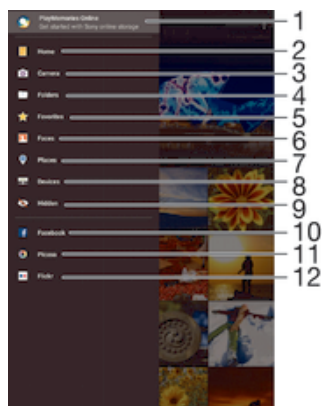 PlayMemories Online
Get started with Sony online storage
1
Home
2
Camera
3
Folders
4
Favorites
5
Faces
6
Places
7
Devices
8
Hidden
9
Facebook
10
Picasa
11
Flickr
12